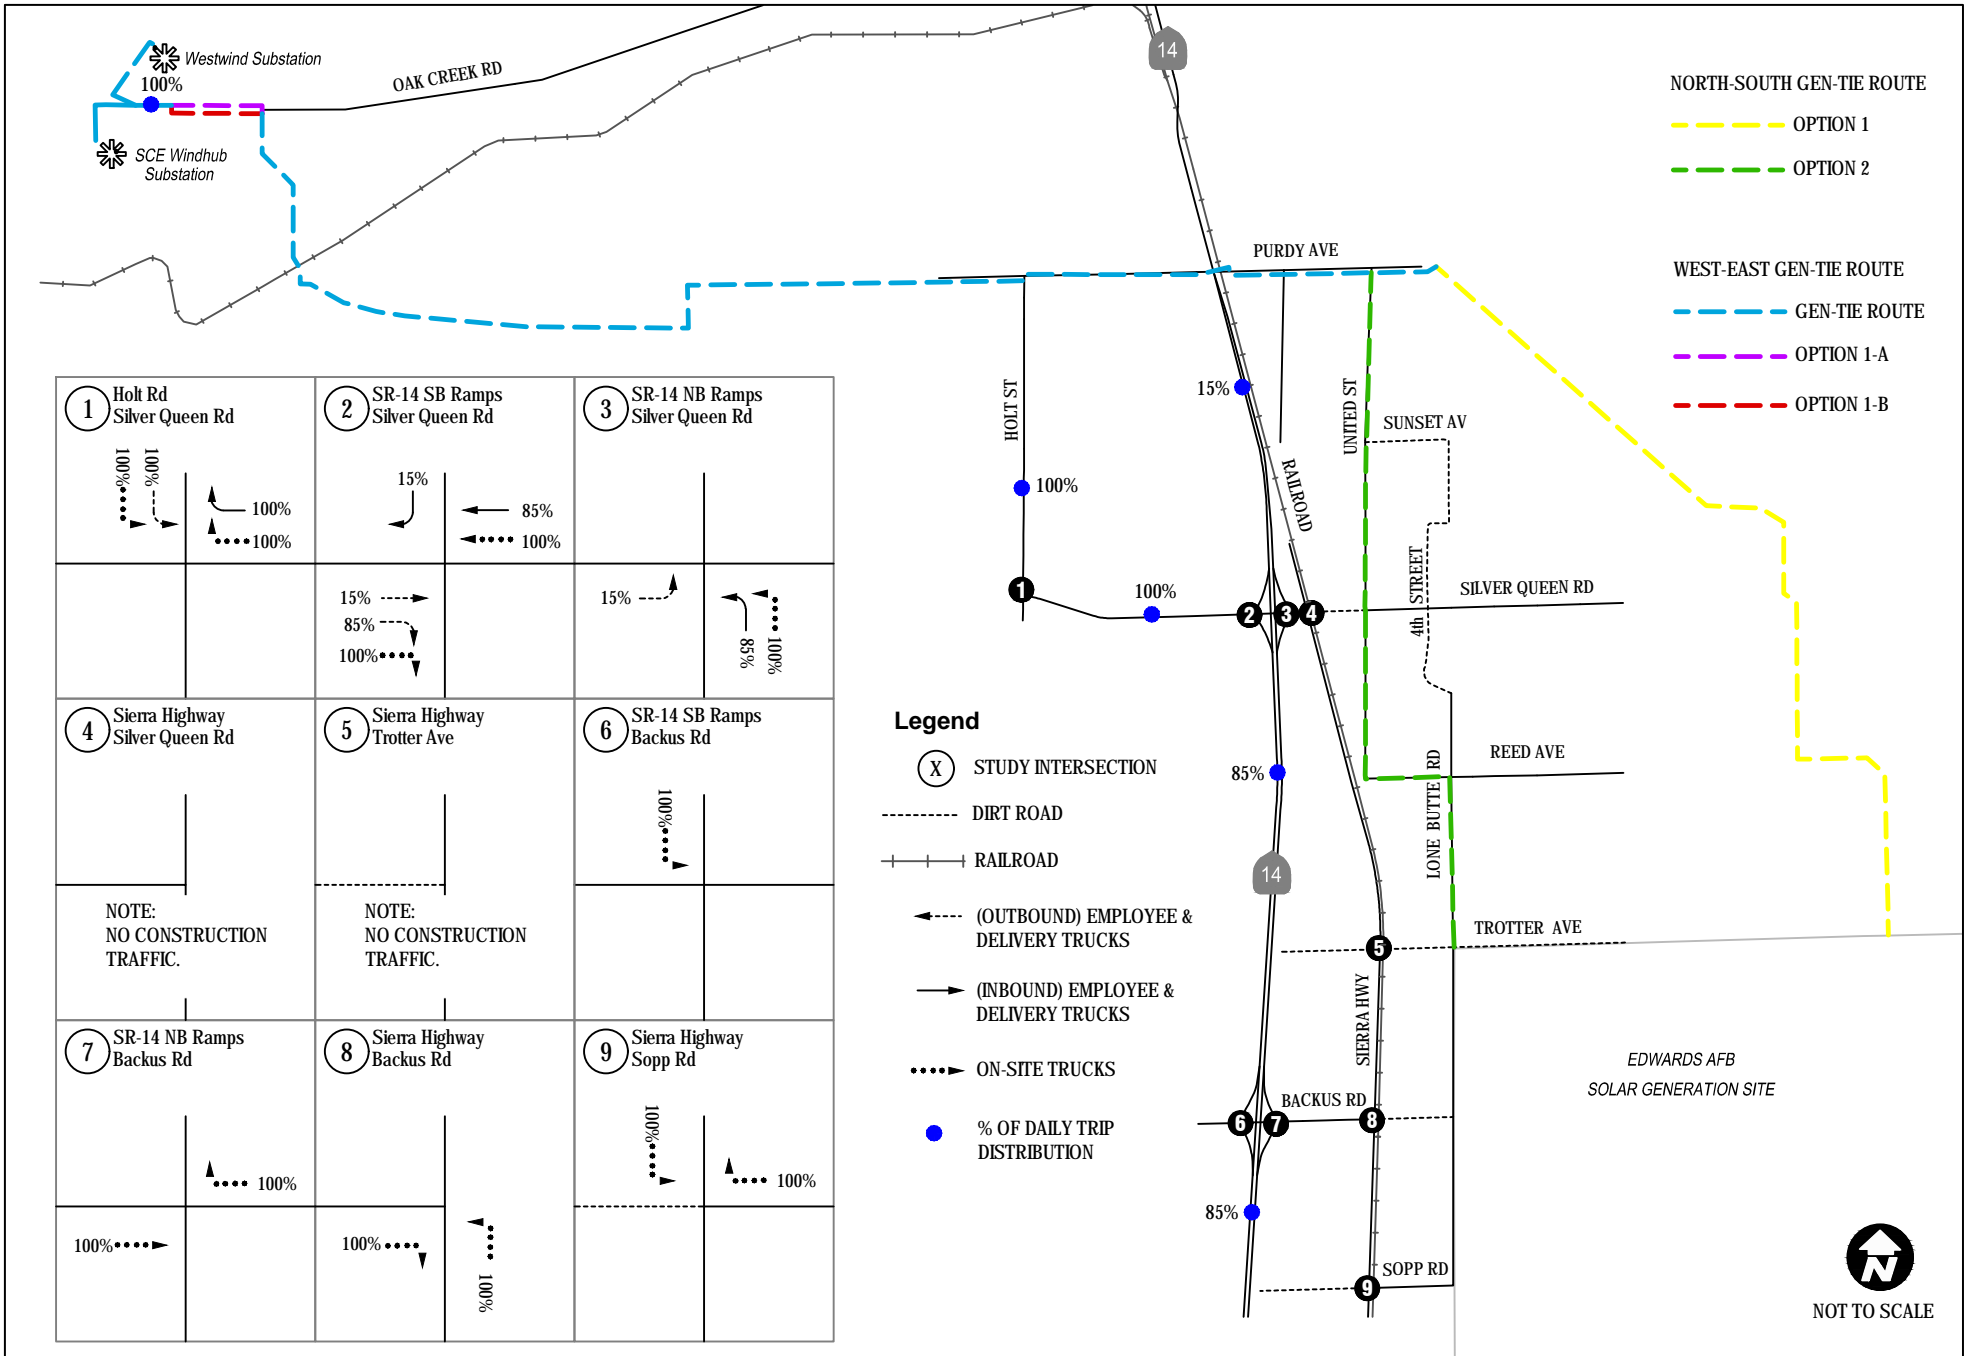 Westwind Substation
100%
OAK CREEK RD
SCE Windhub
Substation
14
NORTH-SOUTH GEN-TIE ROUTE
OPTION 1
OPTION 2
WEST-EAST GEN-TIE ROUTE
GEN-TIE ROUTE
OPTION 1-A
OPTION 1-B
PURDY AVE
HOLT ST
15%
UNITED ST
SUNSET AV
RAILROAD
100%
4th STREET
SILVER QUEEN RD
100%
1
2
3
4
85%
REED AVE
LONE BUTTE RD
14
TROTTER AVE
5
SIERRA HWY
EDWARDS AFB
SOLAR GENERATION SITE
BACKUS RD
6
7
8
85%
SOPP RD
9
N
NOT TO SCALE
1
Holt Rd
Silver Queen Rd
100%
100%
100%
100%
2
SR-14 SB Ramps
Silver Queen Rd
15%
85%
100%
15%
85%
100%
3
SR-14 NB Ramps
Silver Queen Rd
15%
85%
100%
4
Sierra Highway
Silver Queen Rd
NOTE:
NO CONSTRUCTION
TRAFFIC.
5
Sierra Highway
Trotter Ave
NOTE:
NO CONSTRUCTION
TRAFFIC.
6
SR-14 SB Ramps
Backus Rd
100%
7
SR-14 NB Ramps
Backus Rd
100%
100%
8
Sierra Highway
Backus Rd
100%
100%
9
Sierra Highway
Sopp Rd
100%
100%
Legend
X
STUDY INTERSECTION
DIRT ROAD
RAILROAD
(OUTBOUND) EMPLOYEE &
DELIVERY TRUCKS
(INBOUND) EMPLOYEE &
DELIVERY TRUCKS
ON-SITE TRUCKS
% OF DAILY TRIP
DISTRIBUTION